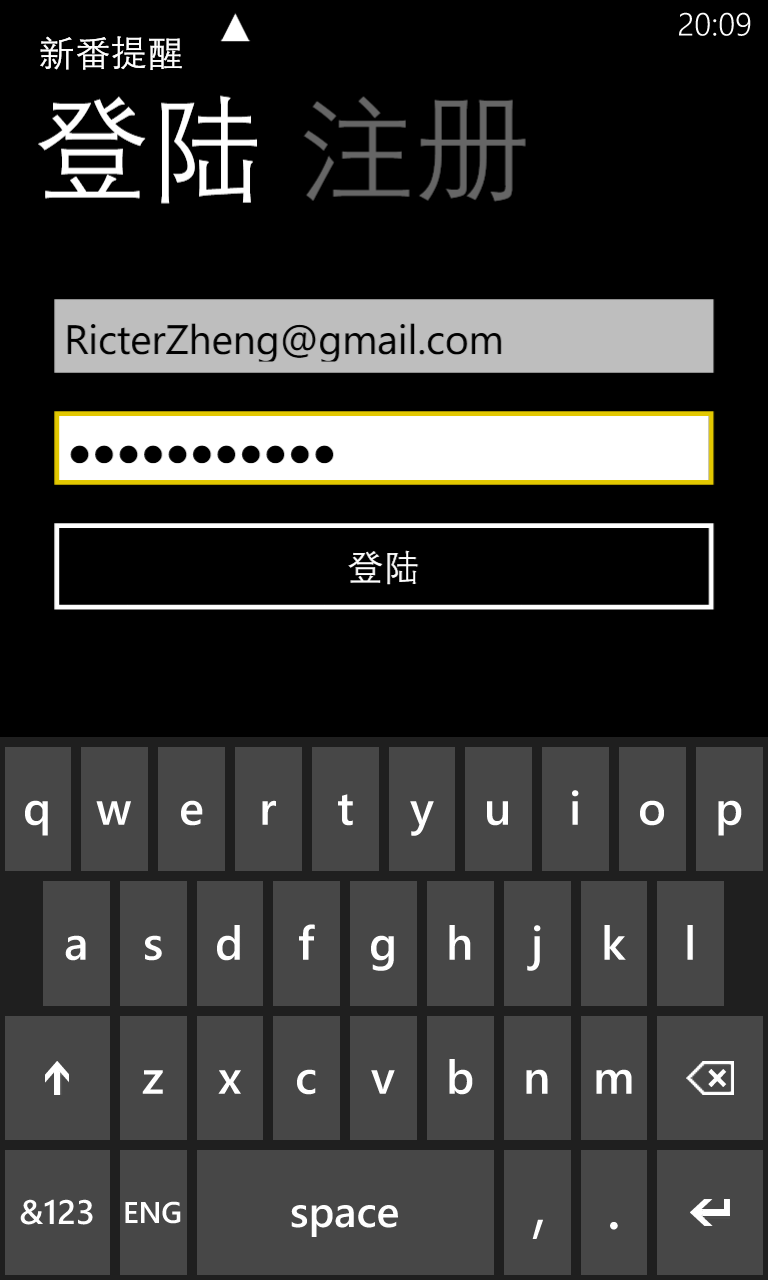 20:09
新番提醒
登陆 注册
RicterZheng@gmail.com
•••••••••••
登陆
q w e r t y u i o p
a s d f g h j k l
z x c v b n m
&123 ENG space , .